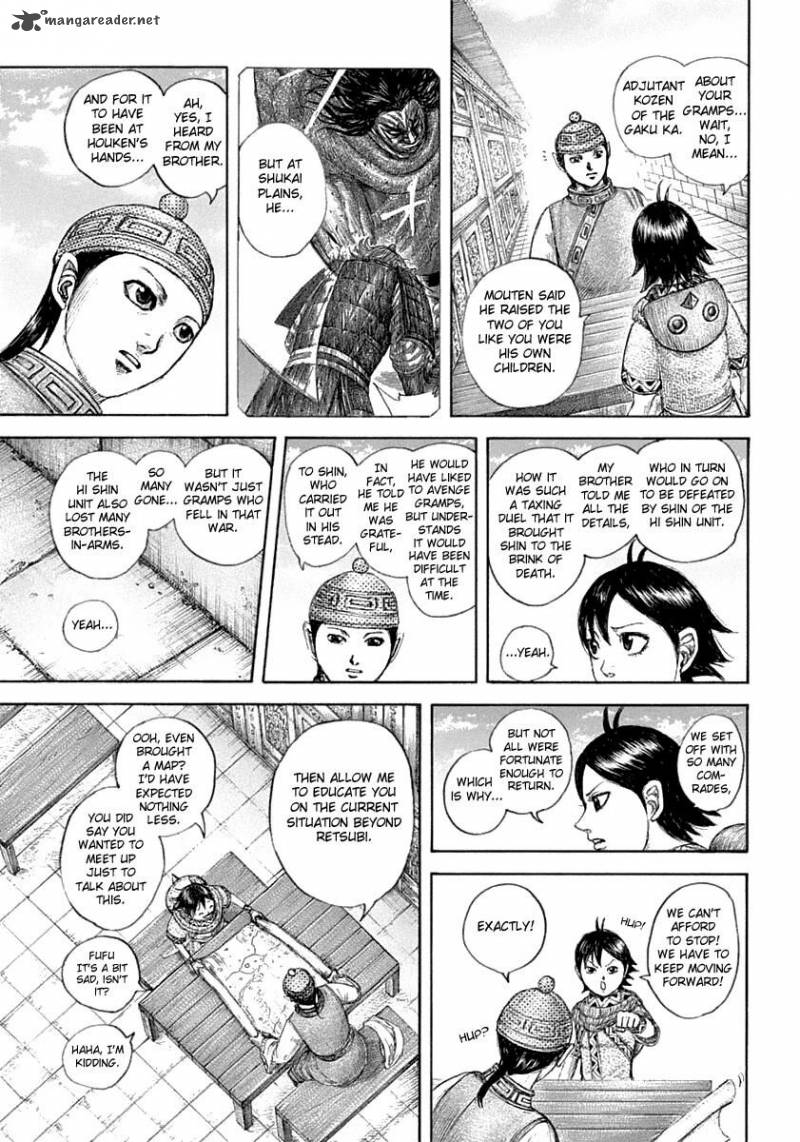 mangareader.net
ABOUT
YOUR
GRAMPS...
WAIT,
NO, I
MEAN...
ADJUTANT
KOZEN
OF THE
GAKU KA.
MOUTEN SAID
HE RAISED THE
TWO OF YOU
LIKE YOU WERE
HIS OWN
CHILDREN.
BUT AT
SHUKAI
PLAINS,
HE...
AH,
YES, I
HEARD
FROM MY
BROTHER.
AND FOR IT
TO HAVE
BEEN AT
HOUKEN'S
HANDS...
WHO IN TURN
WOULD GO ON
TO BE DEFEATED
BY SHIN OF THE
HI SHIN UNIT.
MY
BROTHER
TOLD ME
ALL THE
DETAILS,
HOW IT
WAS SUCH
A TAXING
DUEL THAT IT
BROUGHT
SHIN TO THE
BRINK OF
DEATH.
...YEAH.
HE WOULD
HAVE LIKED
TO AVENGE
GRAMPS,
BUT UNDER-
STANDS
IT WOULD
HAVE BEEN
DIFFICULT
AT THE
TIME.
IN
FACT,
HE TOLD
ME HE
WAS
GRATE-
FUL,
TO SHIN,
WHO
CARRIED
IT OUT
IN HIS
STEAD.
BUT IT
WASN'T JUST
GRAMPS WHO
FELL IN THAT
WAR.
SO
MANY
GONE...
THE
HI SHIN
UNIT ALSO
LOST MANY
BROTHERS-
IN-ARMS.
YEAH...
WE SET
OFF WITH
SO MANY
COM-
RADES,
BUT NOT
ALL WERE
FORTUNATE
ENOUGH TO
RETURN.
WHICH
IS WHY...
WE CAN'T
AFFORD
TO STOP!
WE HAVE
TO KEEP
MOVING
FORWARD!
HUP!
EXACTLY!
HUP?
THEN ALLOW ME
TO EDUCATE YOU
ON THE CURRENT
SITUATION BEYOND
RETSUBI.
OOH, EVEN
BROUGHT
A MAP?
I'D HAVE
EXPECTED
NOTHING
LESS.
YOU DID
SAY YOU
WANTED TO
MEET UP
JUST TO
TALK ABOUT
THIS.
FUFU
IT'S A BIT
SAD, ISN'T
IT?
HAHA, I'M
KIDDING.